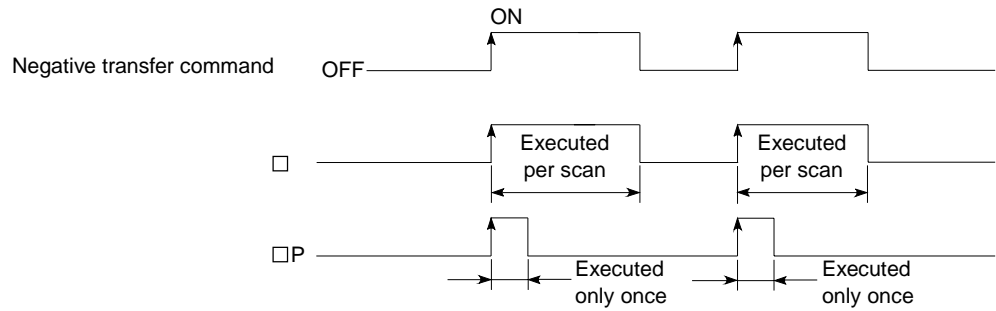 ON
Negative transfer command OFF
Executed per scan
Executed per scan
□
□P
Executed only once
Executed only once